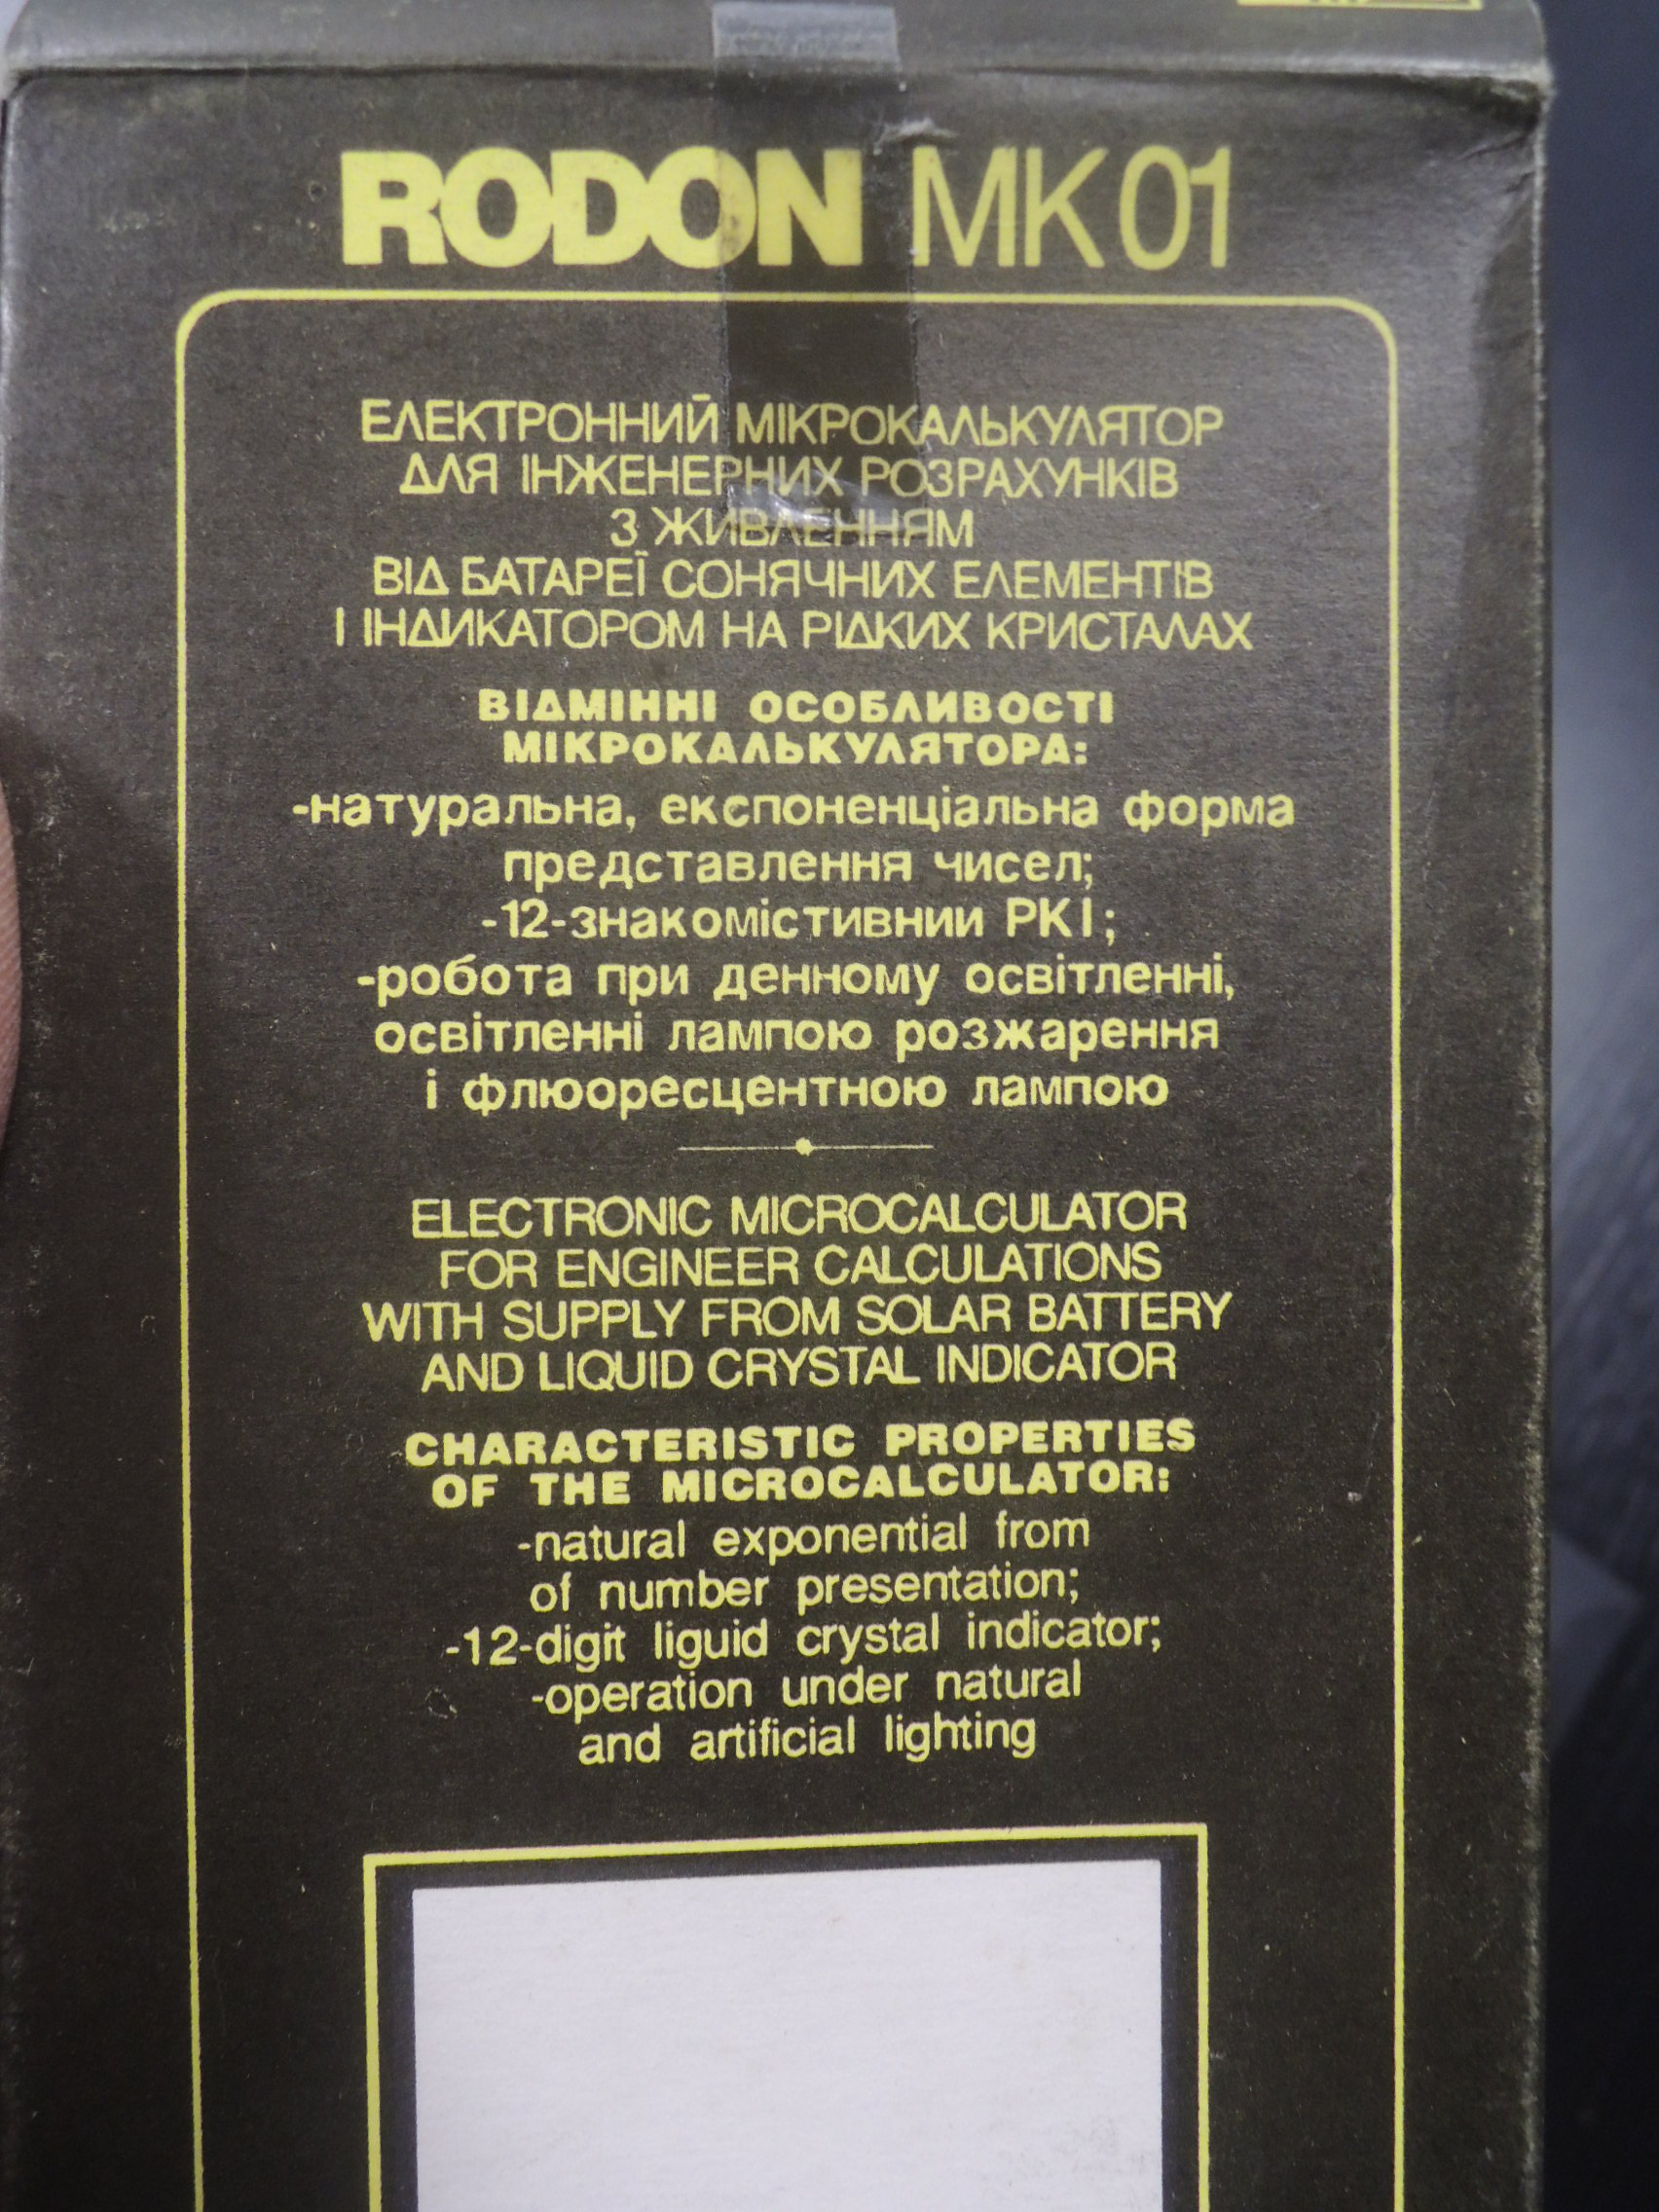 RODON MK 01
ЕЛЕКТРОННИЙ МІКРОКАЛЬКУЛЯТОР
ДЛЯ ІНЖЕНЕРНИХ РОЗРАХУНКІВ
З ЖИВЛЕННЯМ
ВІД БАТАРЕЇ СОНЯЧНИХ ЕЛЕМЕНТІВ
І ІНДИКАТОРОМ НА РІДКИХ КРИСТАЛАХ
ВІДМІННІ ОСОБЛИВОСТІ
МІКРОКАЛЬКУЛЯТОРА:
-натуральна, експоненціальна форма
представлення чисел;
-12-знакомістивнии РКІ;
-робота при денному освітленні,
освітленні лампою розжарення
і флюоресцентною лампою
ELECTRONIC MICROCALCULATOR
FOR ENGINEER CALCULATIONS
WITH SUPPLY FROM SOLAR BATTERY
AND LIQUID CRYSTAL INDICATOR
CHARACTERISTIC PROPERTIES
OF THE MICROCALCULATOR:
-natural exponential from
of number presentation;
-12-digit liguid crystal indicator;
-operation under natural
and artificial lighting